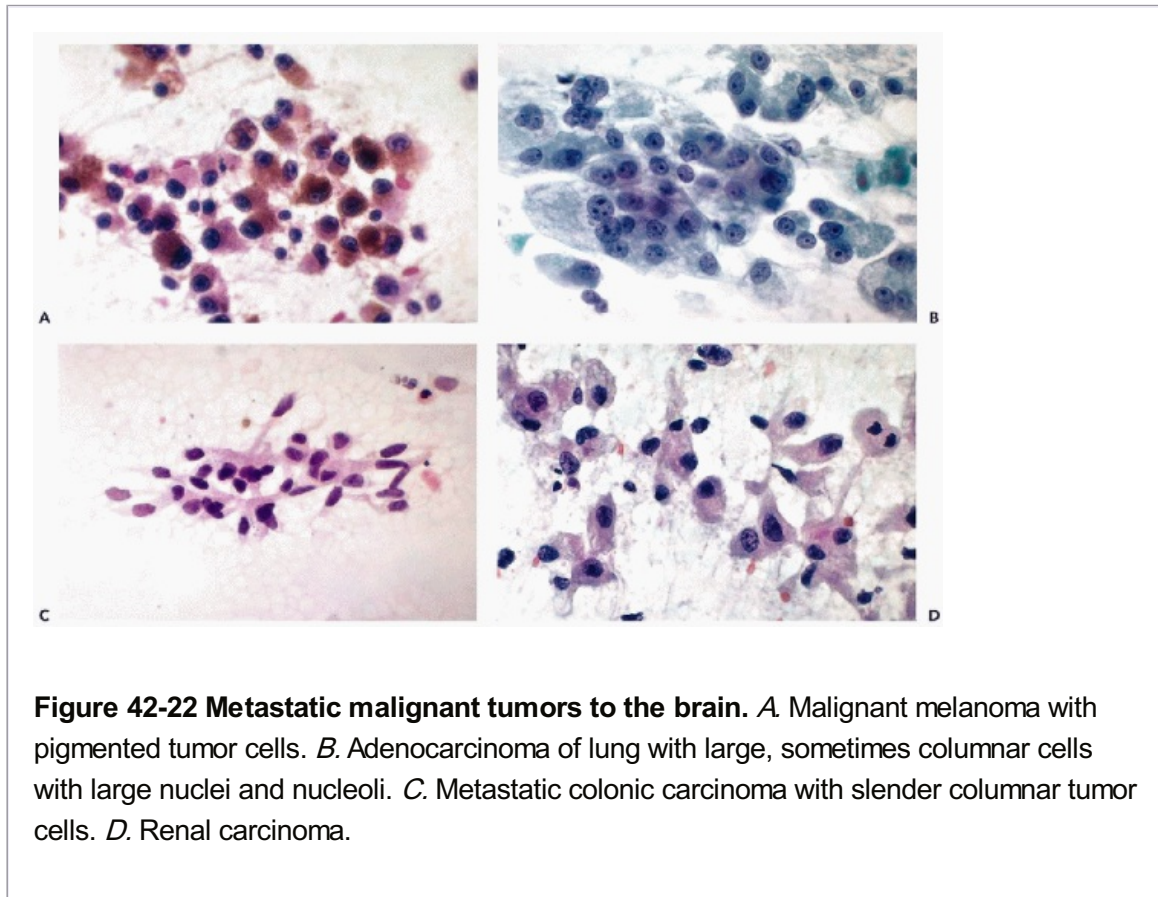 A
B
C
D
Figure 42-22 Metastatic malignant tumors to the brain. A. Malignant melanoma with
pigmented tumor cells. B. Adenocarcinoma of lung with large, sometimes columnar cells
with large nuclei and nucleoli. C. Metastatic colonic carcinoma with slender columnar tumor
cells. D. Renal carcinoma.